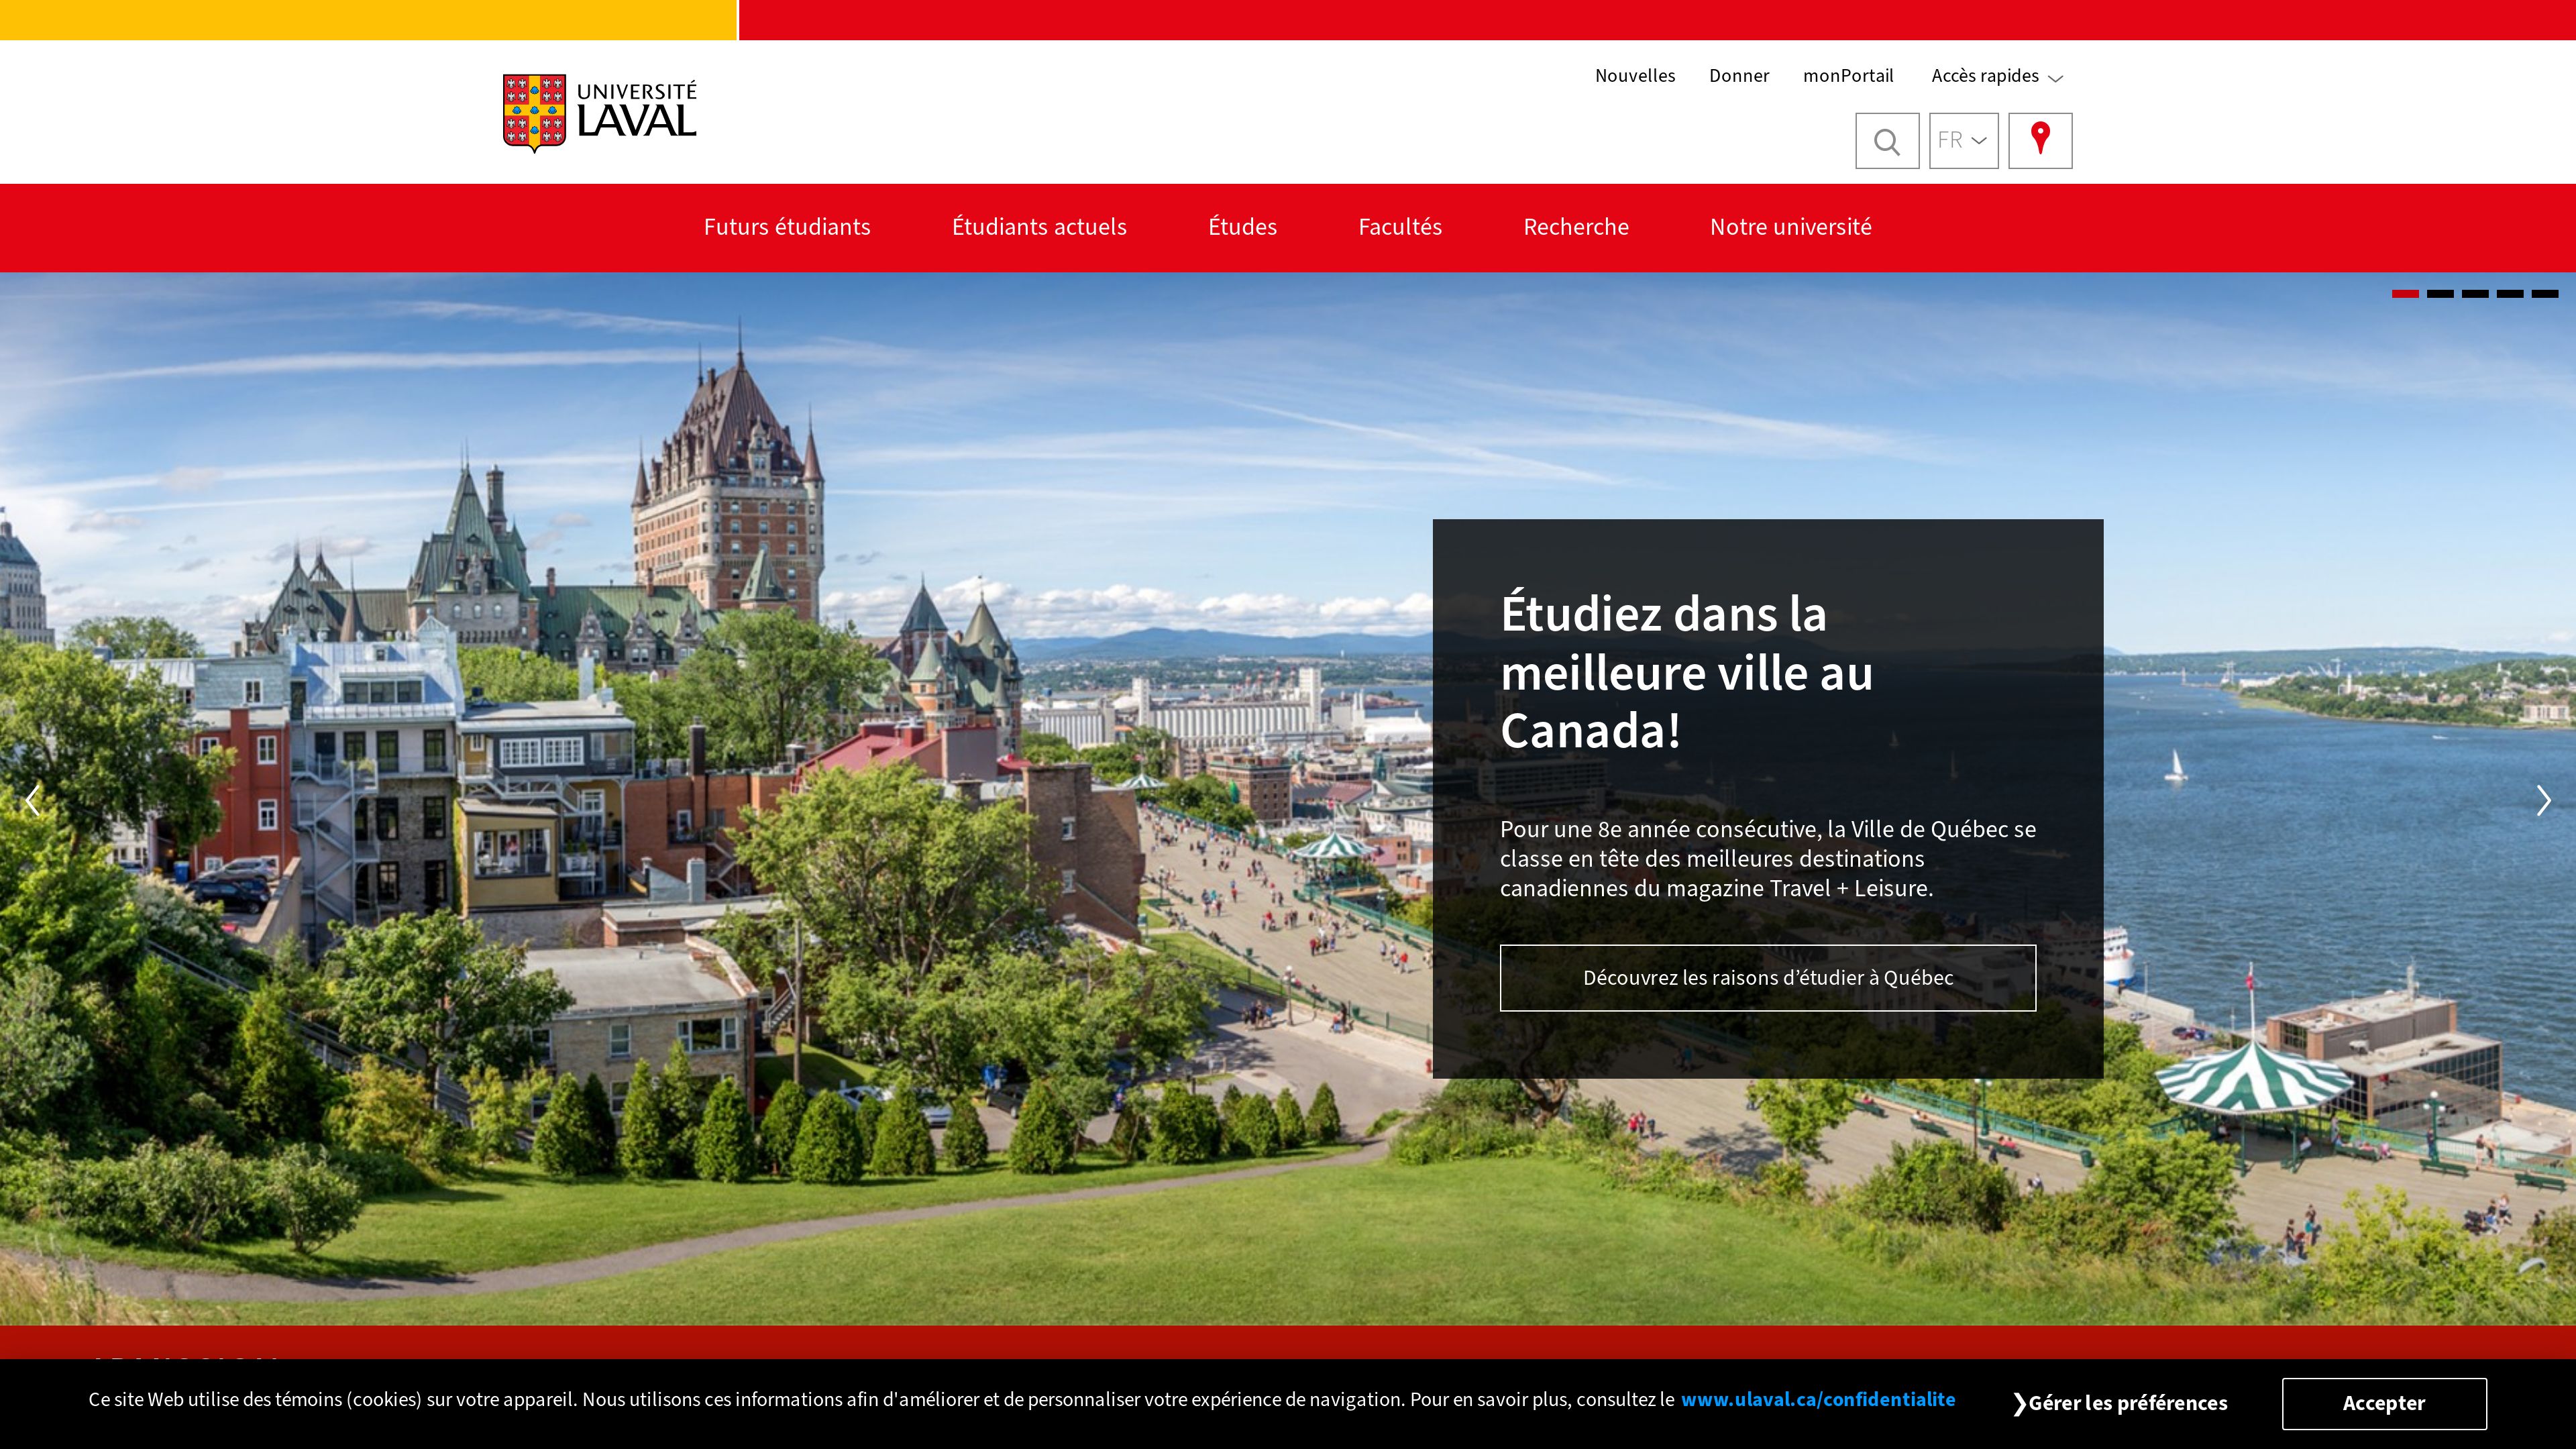 UNIVERSITÉ
LAVAL
Nouvelles
Donner
monPortail
Accès rapides
FR
Futurs étudiants
Étudiants actuels
Études
Facultés
Recherche
Notre université
Étudiez dans la
meilleure ville au
Canada!
Pour une 8e année consécutive, la Ville de Québec se
classe en tête des meilleures destinations
canadiennes du magazine Travel + Leisure.
Découvrez les raisons d’étudier à Québec
Ce site Web utilise des témoins (cookies) sur votre appareil. Nous utilisons ces informations afin d'améliorer et de personnaliser votre expérience de navigation. Pour en savoir plus, consultez le www.ulaval.ca/confidentialite
❯Gérer les préférences
Accepter